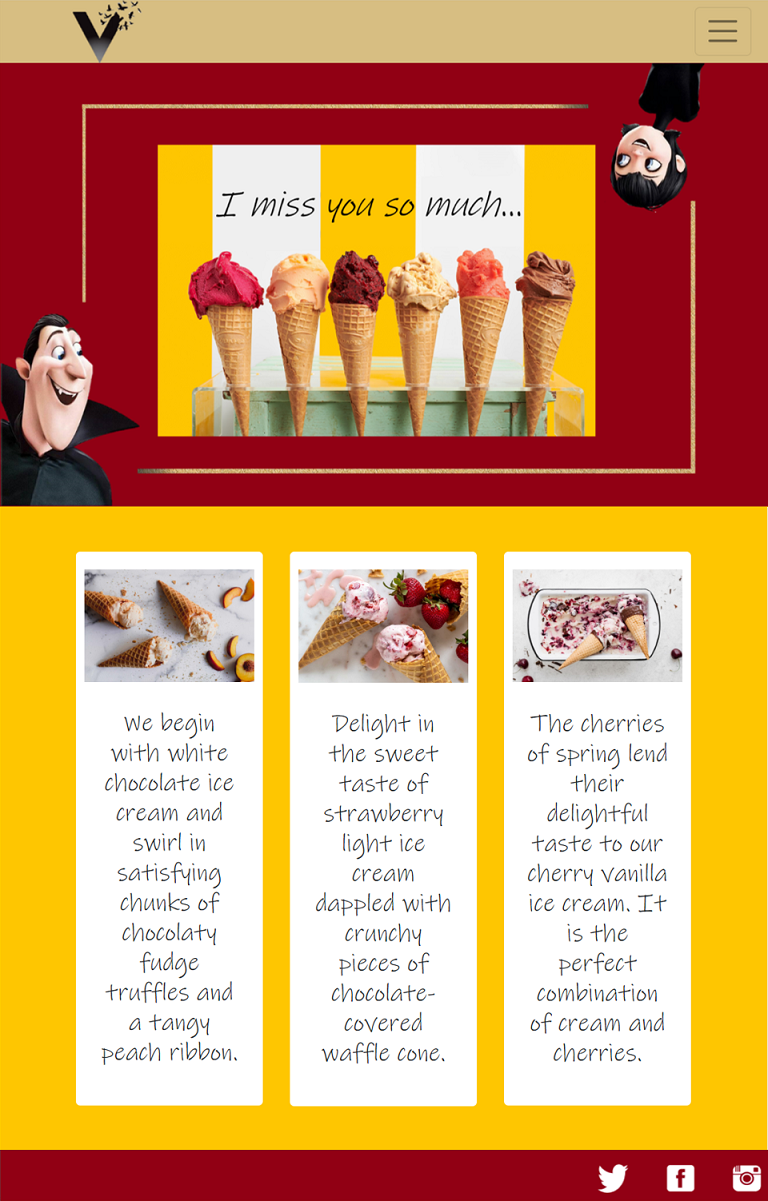 V
I miss you so much...
We begin
with white
chocolate ice
cream and
swirl in
satisfying
chunks of
chocolaty
fudge
truffles and
a tangy
peach ribbon.
Delight in
the sweet
taste of
strawberry
light ice
cream
dappled with
crunchy
pieces of
chocolate-
covered
waffle cone.
The cherries
of spring lend
their
delightful
taste to our
cherry vanilla
ice cream. It
is the
perfect
combination
of cream and
cherries.